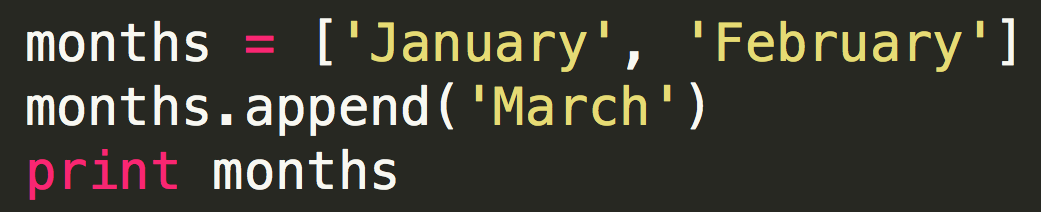 months = ['January', 'February']
months.append('March')
print months